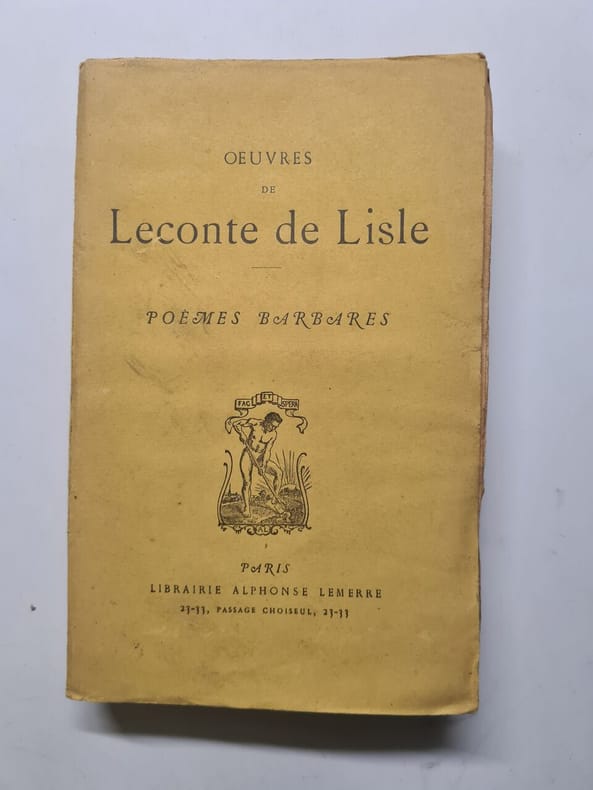 OEUVRES
DE
Leconte de Lisle
POÈMES BARBARES
FAC ET SPERA
AL
PARIS
LIBRAIRIE ALPHONSE LEMERRE
23-33, PASSAGE CHOISEUL, 23-33